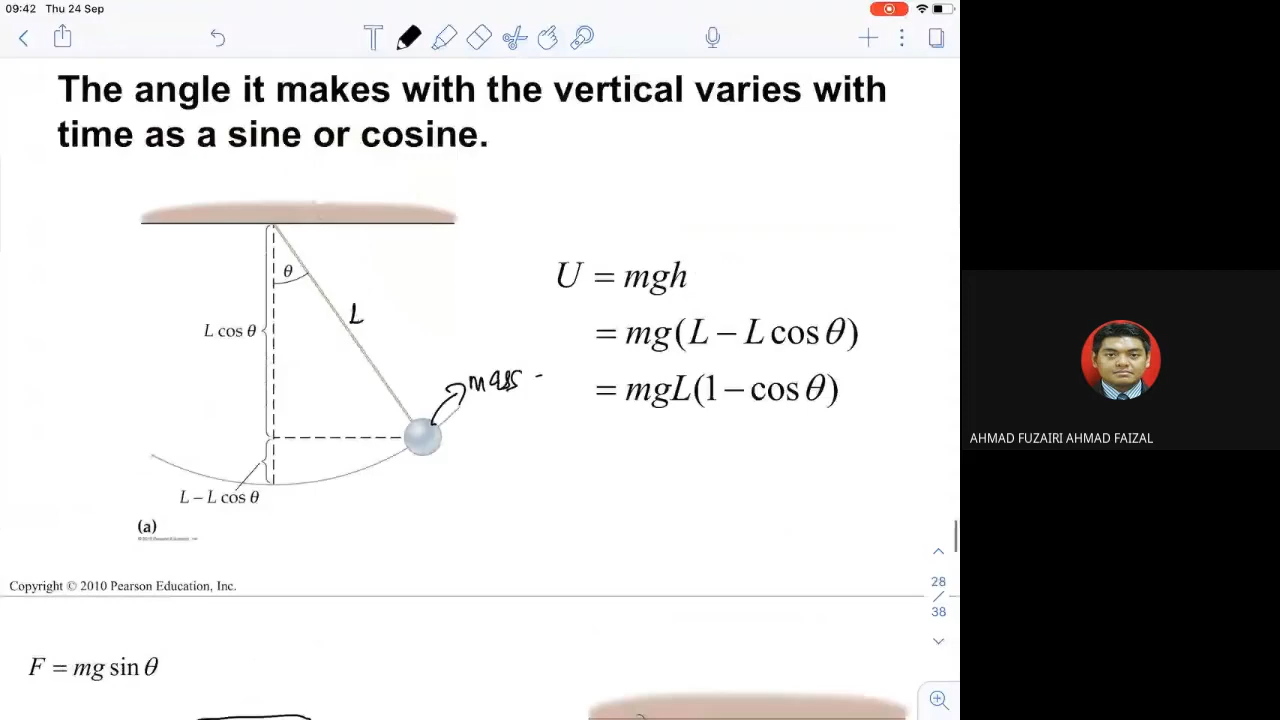 09:42 Thu 24 Sep
The angle it makes with the vertical varies with
time as a sine or cosine.
θ
L
L cos θ
mass
L – L cos θ
(a)
U = mgh
= mg(L – L cos θ)
= mgL(1 – cos θ)
AHMAD FUZAIRI AHMAD FAIZAL
Copyright © 2010 Pearson Education, Inc.
28
/
38
F = mg sin θ